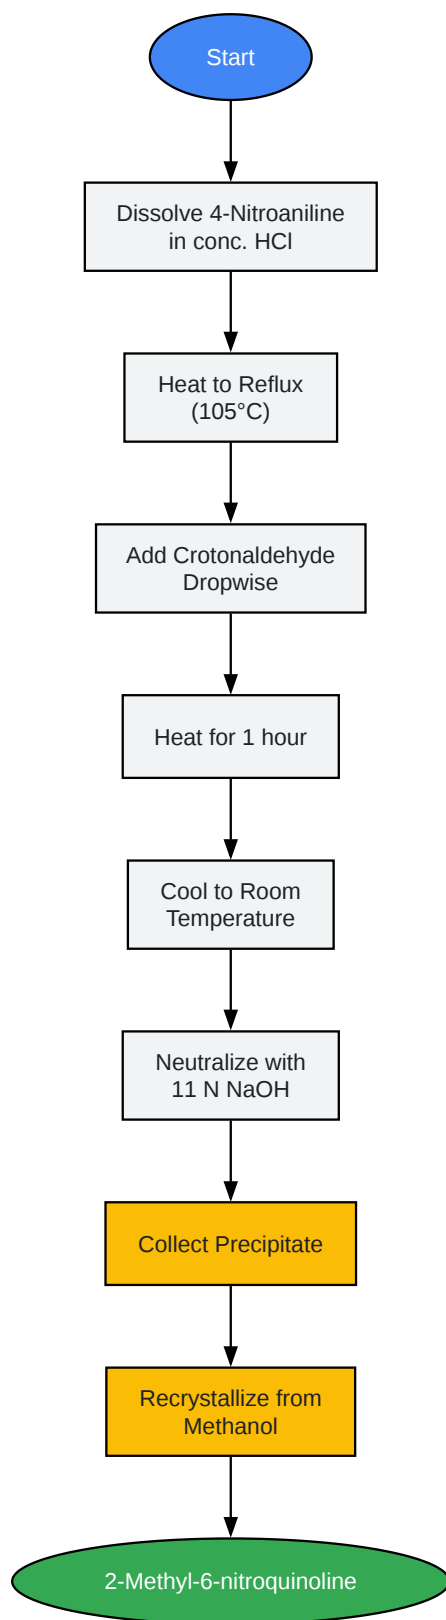 Start
Dissolve 4-Nitroaniline
in conc. HCl
Heat to Reflux
(105°C)
Add Crotonaldehyde
Dropwise
Heat for 1 hour
Cool to Room
Temperature
Neutralize with
11 N NaOH
Collect Precipitate
Recrystallize from
Methanol
2-Methyl-6-nitroquinoline